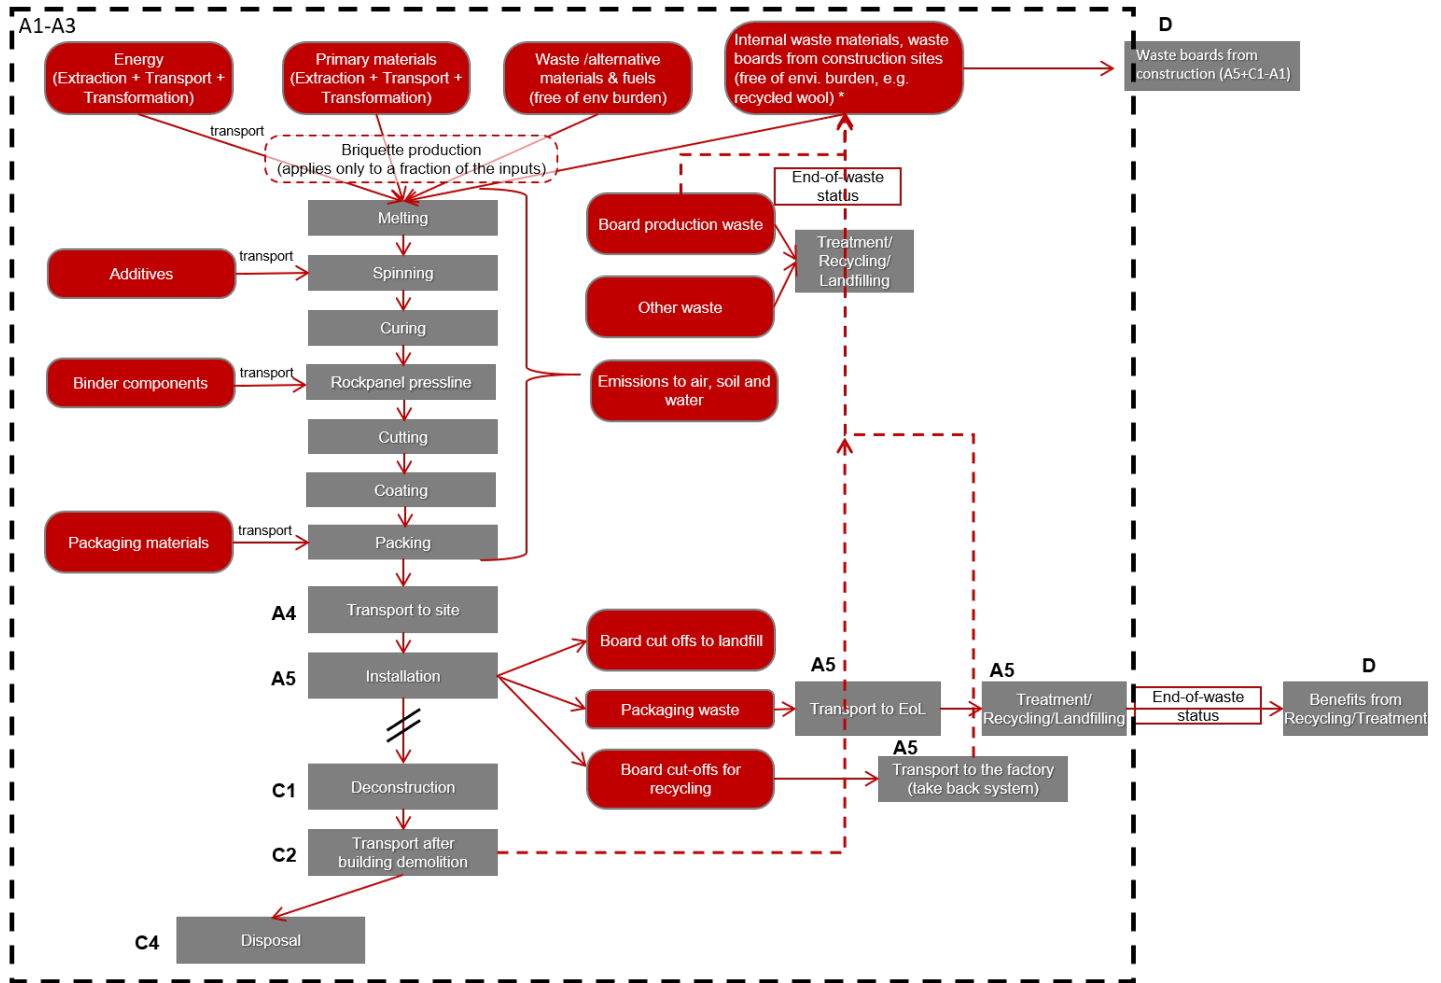 A1-A3
D
Energy
(Extraction + Transport +
Transformation)
Primary materials
(Extraction + Transport +
Transformation)
Waste /alternative
materials & fuels
(free of env burden)
Internal waste materials, waste
boards from construction sites
(free of envi. burden, e.g.
recycled wool) *
Waste boards from
construction (A5+C1-A1)
transport
Briquette production
(applies only to a fraction of the inputs)
End-of-waste
status
Melting
Board production waste
Treatment/
Recycling/
Landfilling
Additives
transport
Spinning
Other waste
Curing
Binder components
transport
Rockpanel pressline
Emissions to air, soil and
water
Cutting
Coating
Packaging materials
transport
Packing
A4
Transport to site
Board cut offs to landfill
A5
Installation
A5
A5
D
Packaging waste
Transport to EoL
Treatment/
Recycling/Landfilling
End-of-waste
status
Benefits from
Recycling/Treatment
A5
Board cut-offs for
recycling
Transport to the factory
(take back system)
C1
Deconstruction
C2
Transport after
building demolition
C4
Disposal